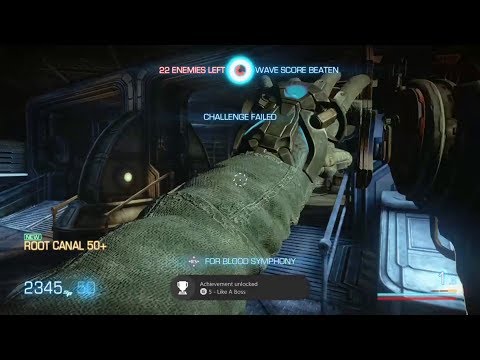 22 ENEMIES LEFT WAVE SCORE BEATEN
CHALLENGE FAILED
NEW
ROOT CANAL 50+
FOR BLOOD SYMPHONY
2345 50
Achievement unlocked
5 - Like A boss